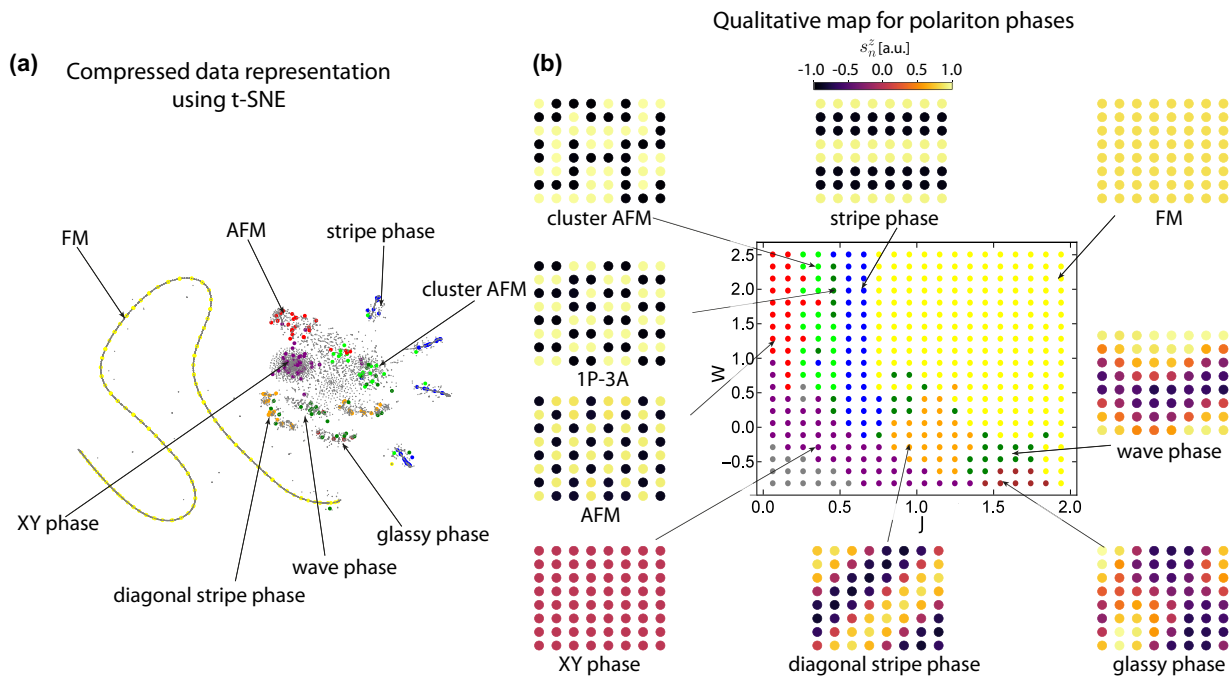 Qualitative map for polariton phases
(a)
Compressed data representation
using t-SNE
(b)
s_n^z [a.u.]
-1.0 -0.5 0.0 0.5 1.0
cluster AFM
stripe phase
FM
FM
AFM
stripe phase
cluster AFM
XY phase
diagonal stripe phase
wave phase
glassy phase
1P-3A
AFM
2.5
2.0
1.5
1.0
0.5
0.0
−0.5
W
0.0 0.5 1.0 1.5 2.0
J
wave phase
XY phase
diagonal stripe phase
glassy phase